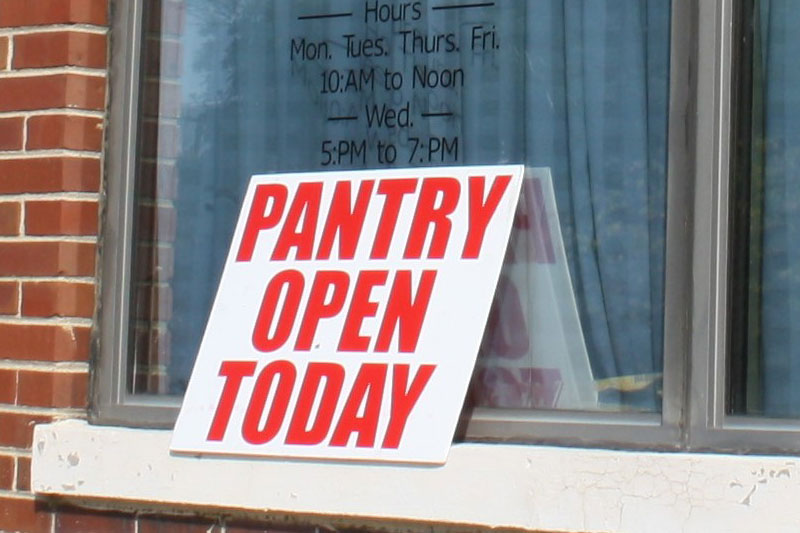 Hours
Mon. Tues. Thurs. Fri.
10:AM to Noon
Wed.
5:PM to 7:PM
PANTRY
OPEN
TODAY